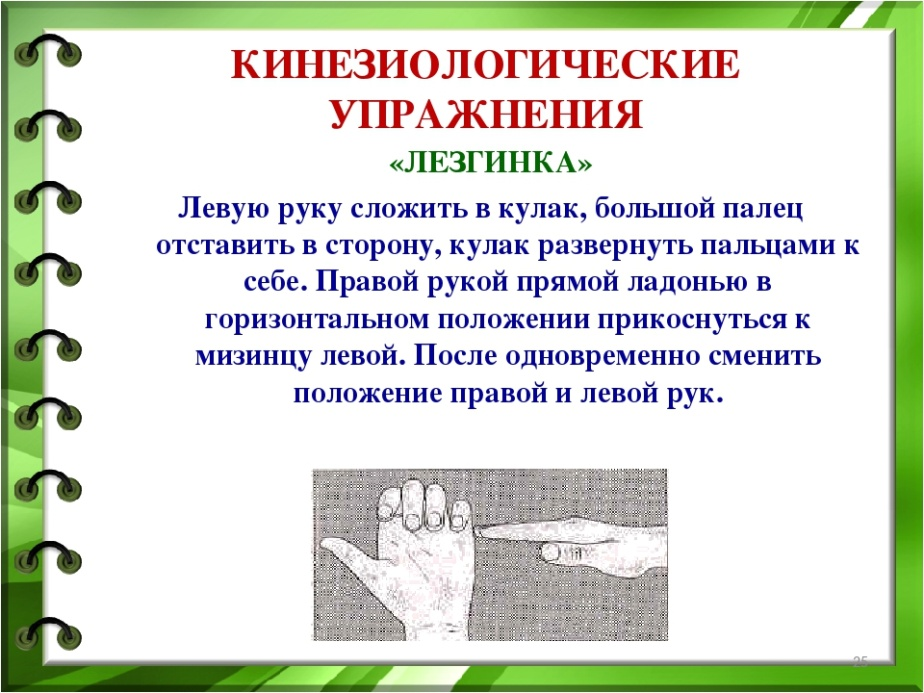 КИНЕЗИОЛОГИЧЕСКИЕ
УПРАЖНЕНИЯ
«ЛЕЗГИНКА»
Левую руку сложить в кулак, большой палец
отставить в сторону, кулак развернуть пальцами к
себе. Правой рукой прямой ладонью в
горизонтальном положении прикоснуться к
мизинцу левой. После одновременно сменить
положение правой и левой рук.
25